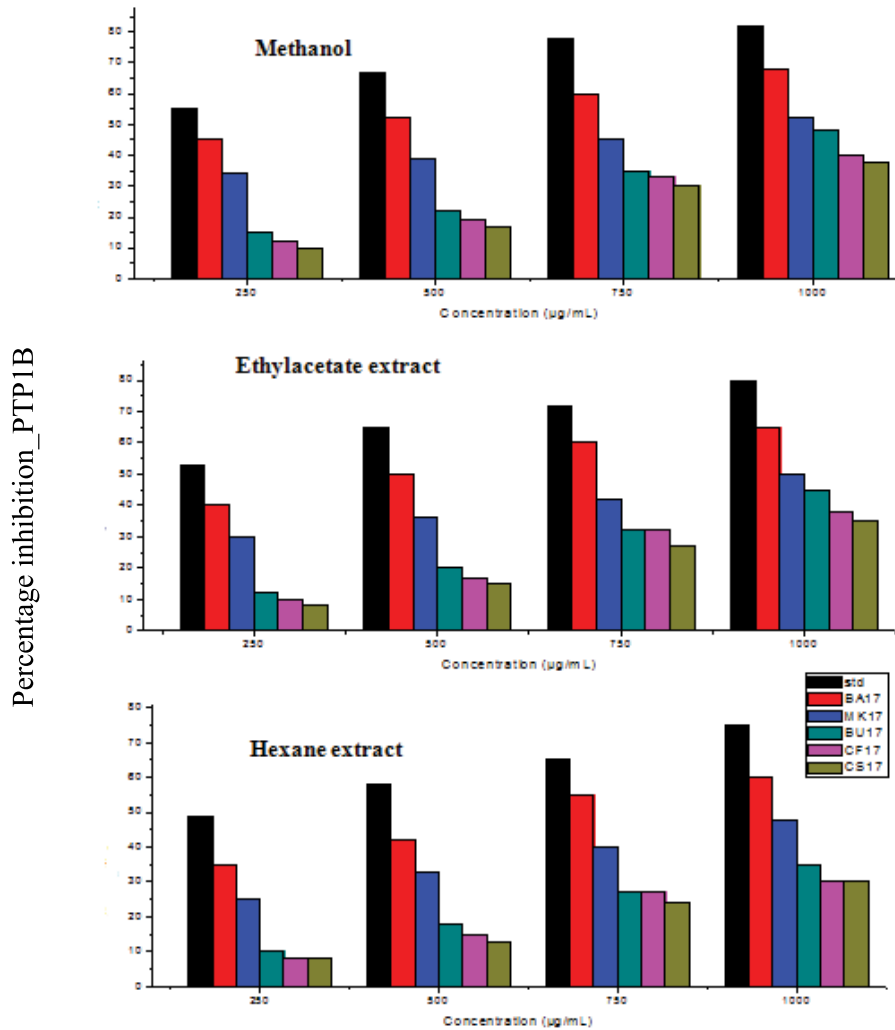 Percentage inhibition_PTP1B
Methanol
80
70
60
50
40
30
20
10
0
250 500 750 1000
Concentration (µg/mL)
Ethylacetate extract
80
70
60
50
40
30
20
10
0
250 500 750 1000
Concentration (µg/mL)
std
BA17
MK17
BU17
CF17
CS17
Hexane extract
80
70
60
50
40
30
20
10
0
250 500 750 1000
Concentration (µg/mL)